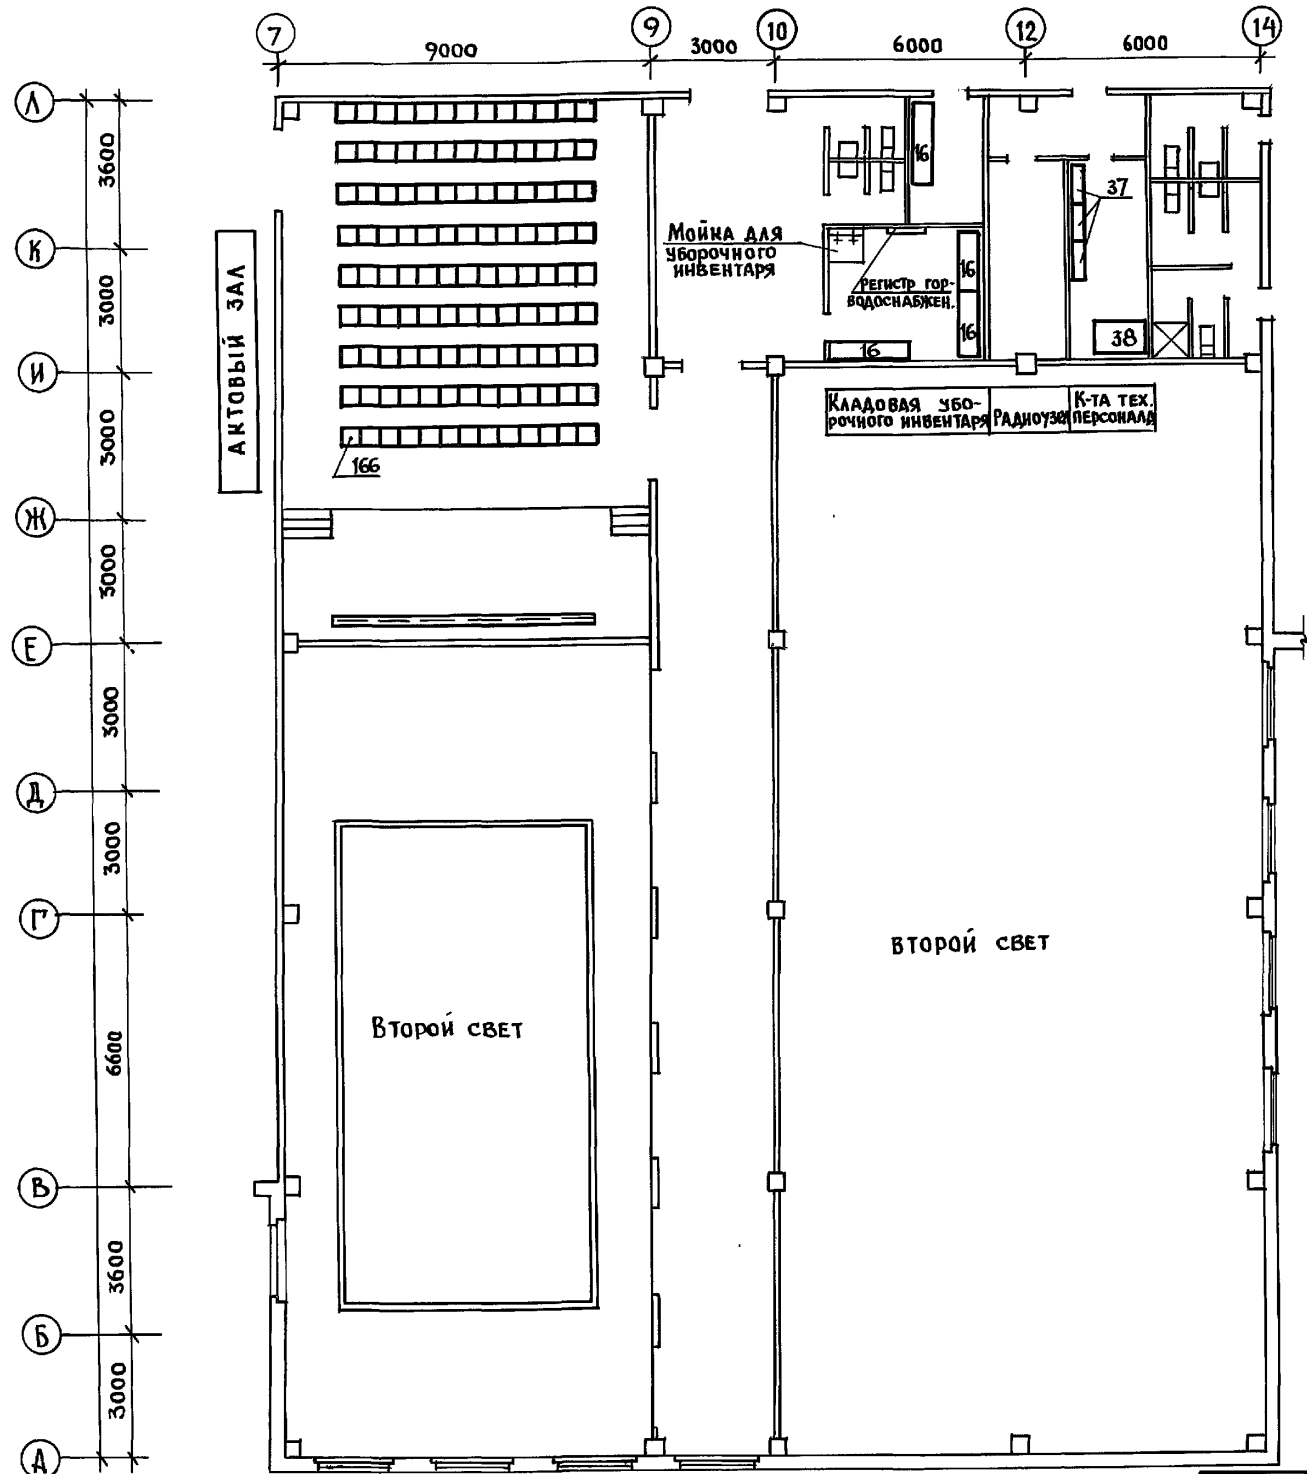 7
9
10
12
14
9000
3000
6000
6000
Л
К
И
Ж
Е
Д
Г
В
Б
А
3600
3000
3000
3000
3000
3000
6600
3600
3000
АКТОВЫЙ ЗАЛ
166
16
37
МОЙКА ДЛЯ
УБОРОЧНОГО
ИНВЕНТАРЯ
РЕГИСТР ГОР-
ВОДОСНАБЖЕН.
16
16
16
38
КЛАДОВАЯ УБО-
РОЧНОГО ИНВЕНТАРЯ
РАДИОУЗЕЛ
К-ТА ТЕХ.
ПЕРСОНАЛА
ВТОРОЙ СВЕТ
ВТОРОЙ СВЕТ